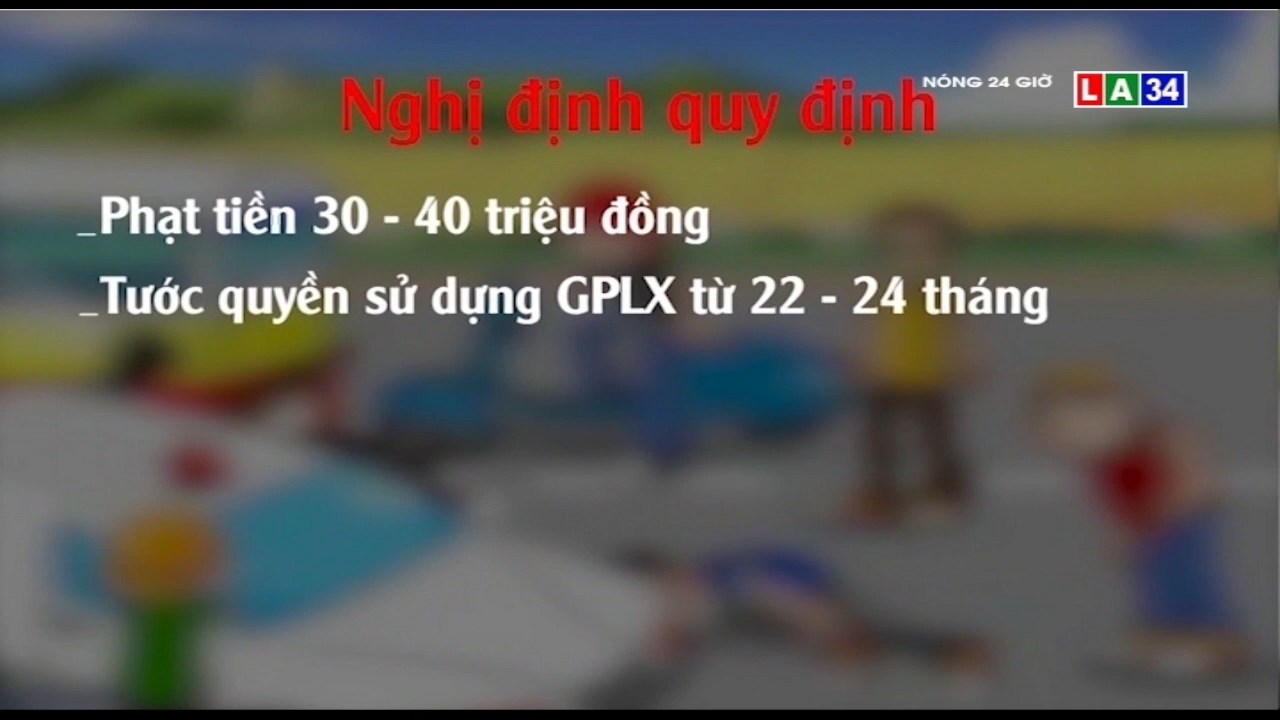 NÓNG 24 GIỜ LA34
Nghị định quy định
_Phạt tiền 30 - 40 triệu đồng
_Tước quyền sử dụng GPLX từ 22 - 24 tháng